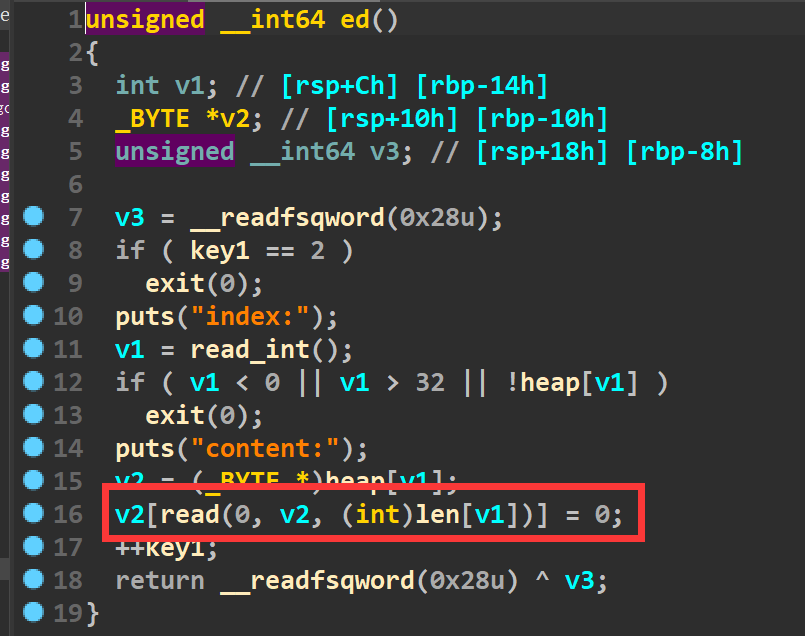 1 unsigned __int64 ed()
2 {
3 int v1; // [rsp+Ch] [rbp-14h]
4 _BYTE *v2; // [rsp+10h] [rbp-10h]
5 unsigned __int64 v3; // [rsp+18h] [rbp-8h]
6
7 v3 = __readfsqword(0x28u);
8 if ( key1 == 2 )
9 exit(0);
10 puts("index:");
11 v1 = read_int();
12 if ( v1 < 0 || v1 > 32 || !heap[v1] )
13 exit(0);
14 puts("content:");
15 v2 = (_BYTE *)heap[v1];
16 v2[read(0, v2, (int)len[v1])] = 0;
17 ++key1;
18 return __readfsqword(0x28u) ^ v3;
19 }